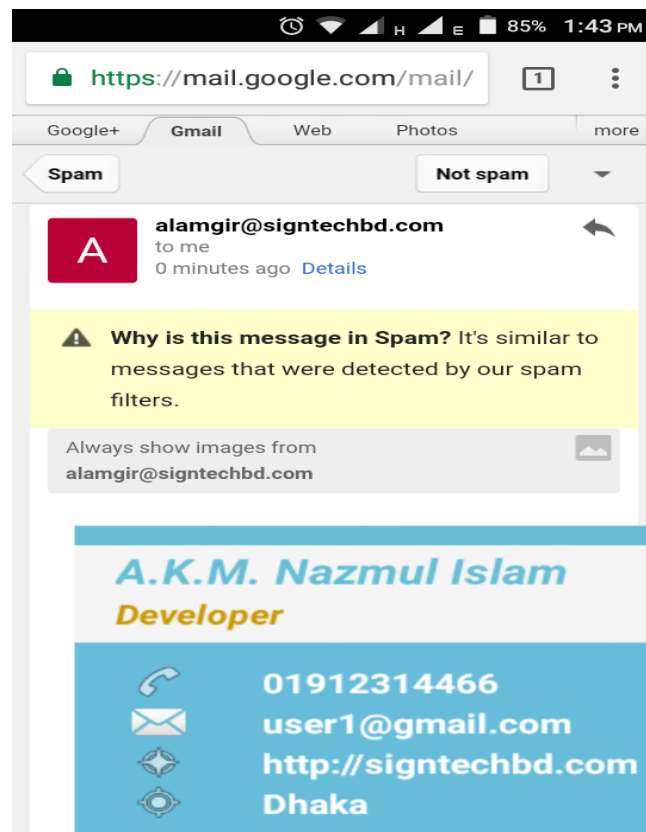 H E 85% 1:43 PM
https://mail.google.com/mail/ 1
Google+ Gmail Web Photos more
Spam Not spam
A
alamgir@signtechbd.com
to me
0 minutes ago Details
Why is this message in Spam? It's similar to
messages that were detected by our spam
filters.
Always show images from
alamgir@signtechbd.com
A.K.M. Nazmul Islam
Developer
01912314466
user1@gmail.com
http://signtechbd.com
Dhaka